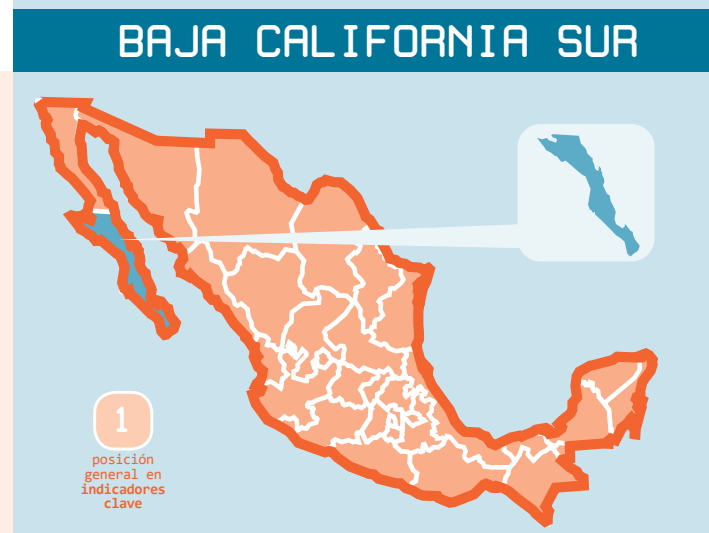 BAJA CALIFORNIA SUR
1
posición
general en
indicadores
clave